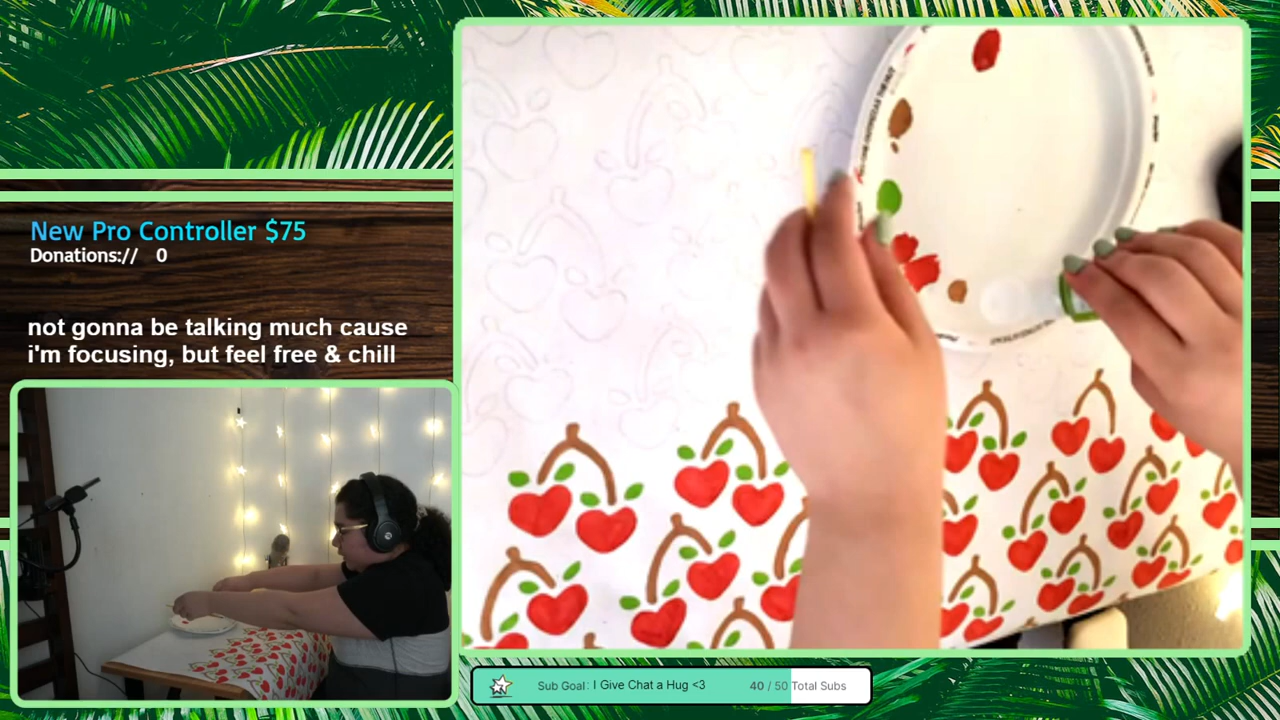 New Pro Controller $75
Donations:// 0
not gonna be talking much cause
i'm focusing, but feel free & chill
Sub Goal: I Give Chat a Hug <3 40 / 50 Total Subs